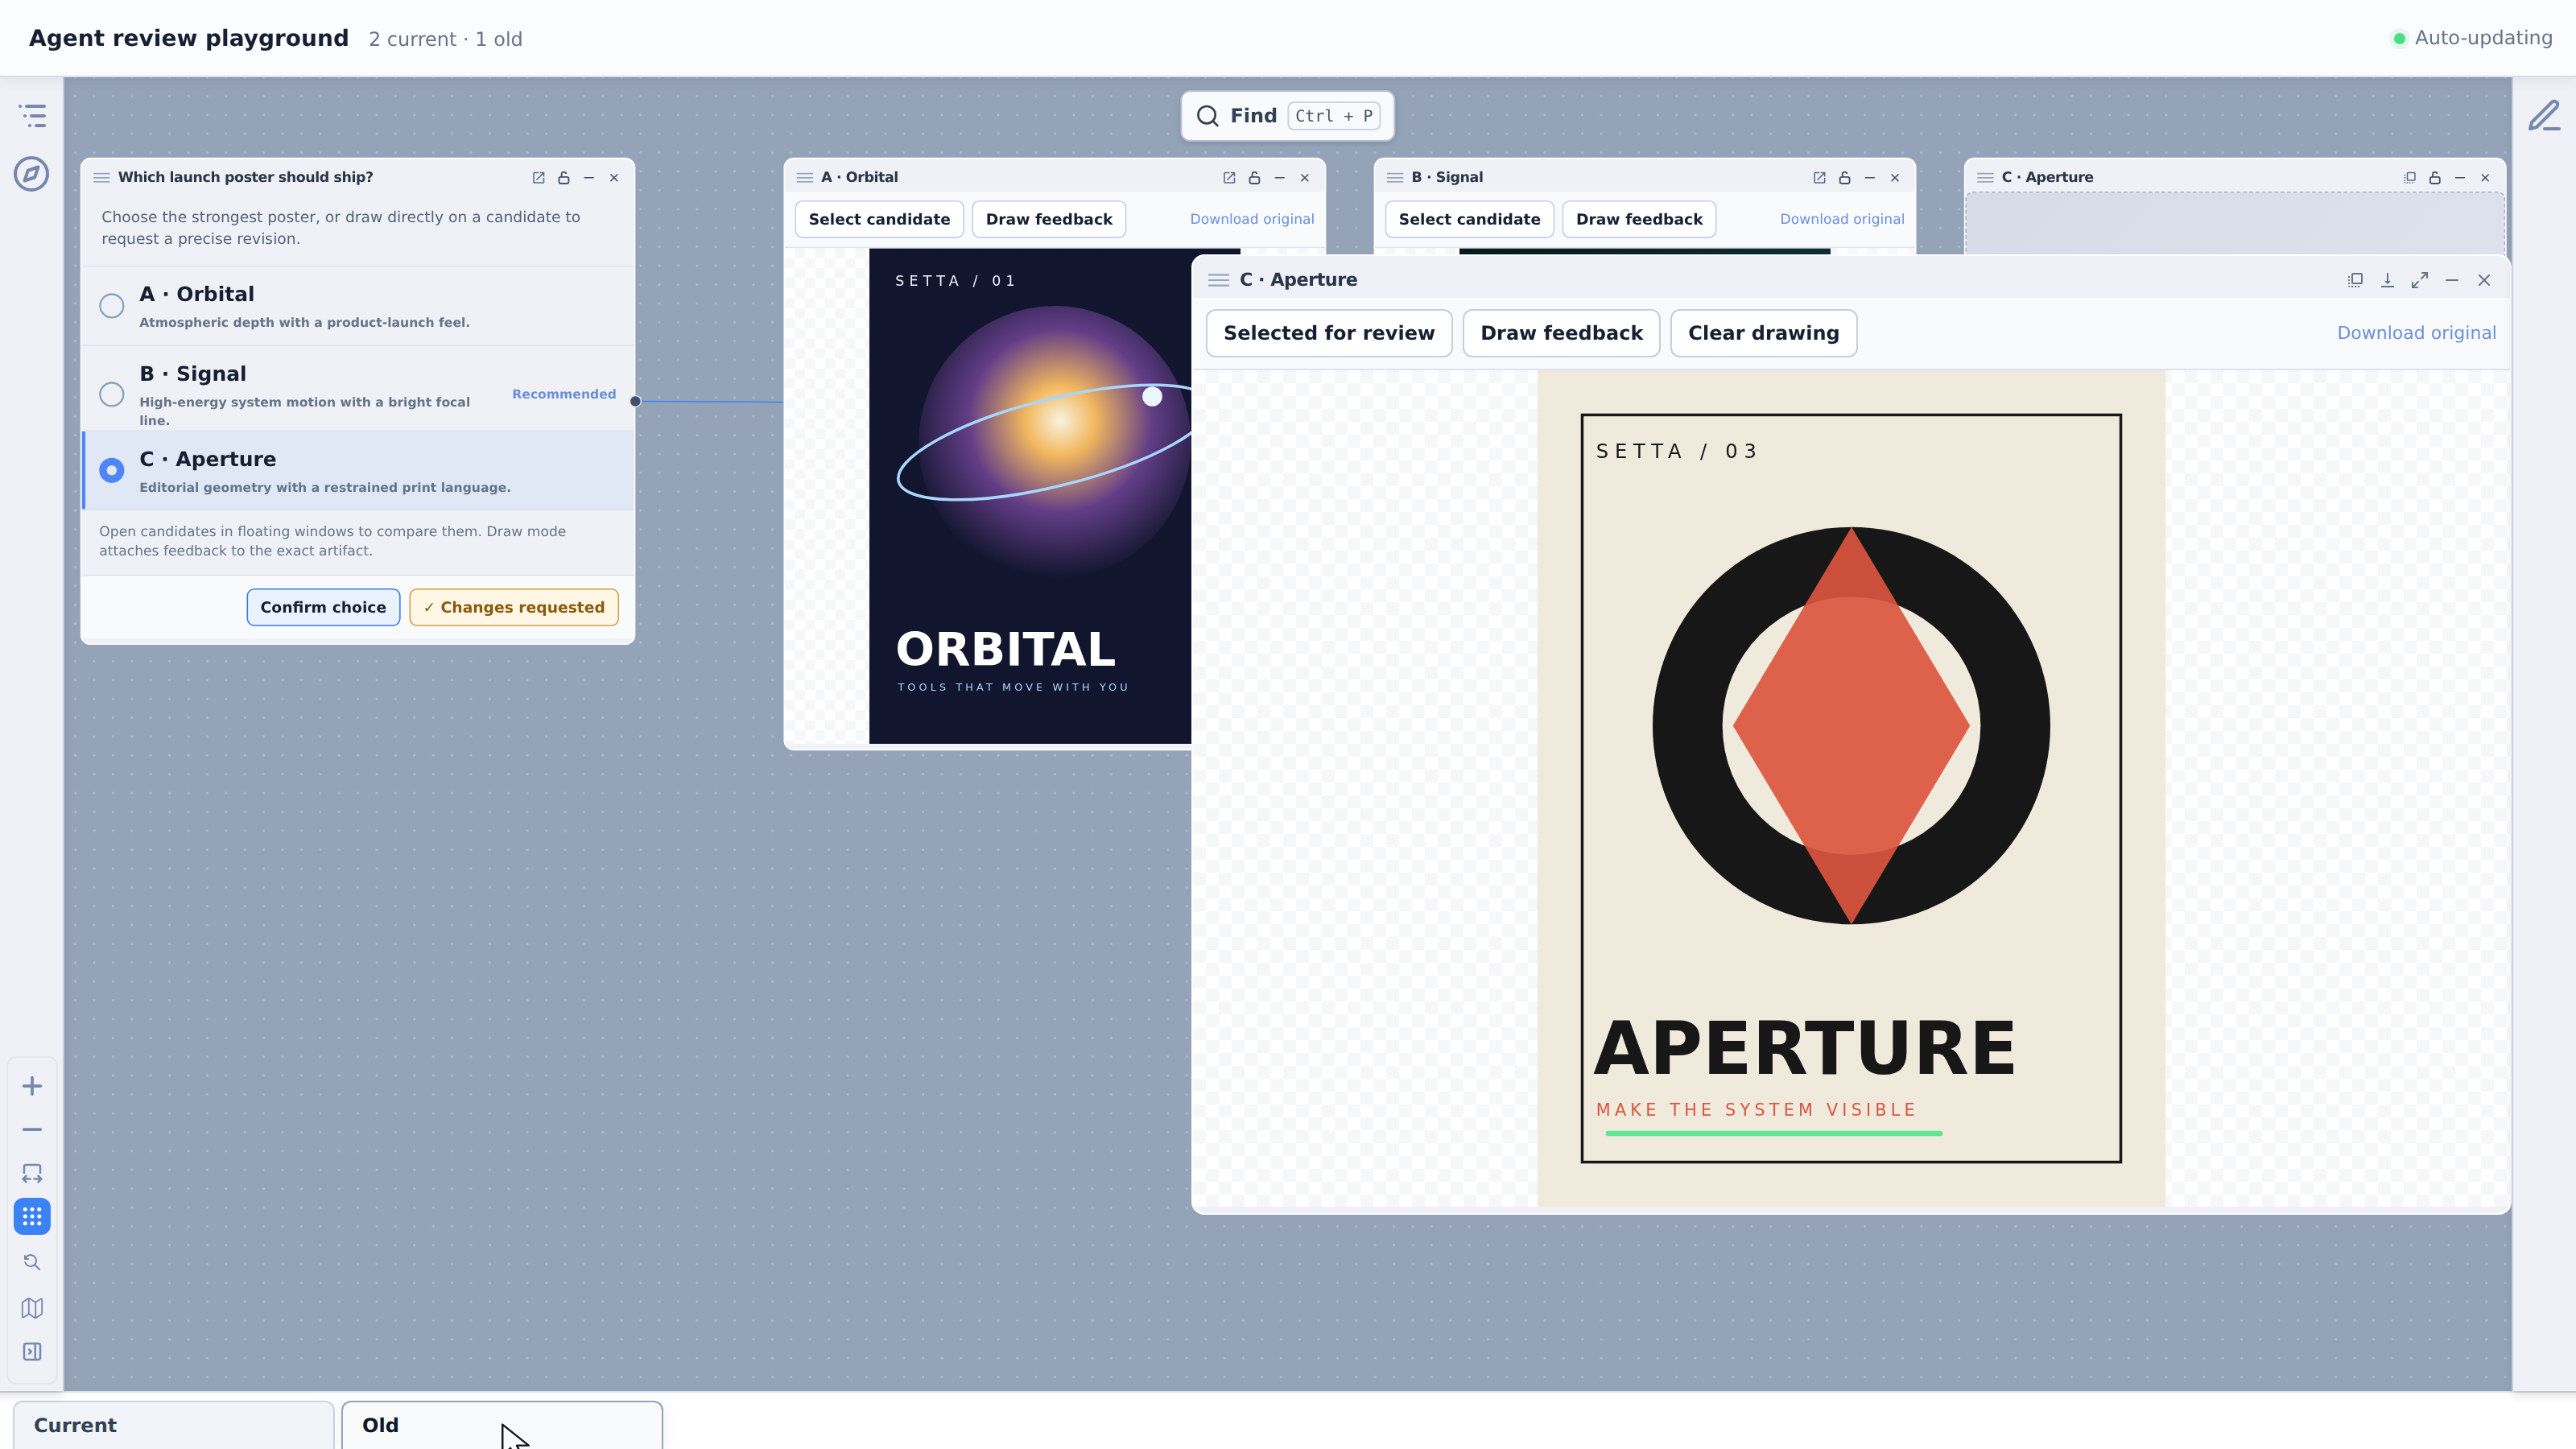 Agent review playground 2 current · 1 old
Auto-updating
Find Ctrl + P
Which launch poster should ship?
Choose the strongest poster, or draw directly on a candidate to
request a precise revision.
A · Orbital
Atmospheric depth with a product-launch feel.
B · Signal
High-energy system motion with a bright focal
line.
Recommended
C · Aperture
Editorial geometry with a restrained print language.
Open candidates in floating windows to compare them. Draw mode
attaches feedback to the exact artifact.
Confirm choice ✓ Changes requested
A · Orbital
Select candidate Draw feedback Download original
SETTA / 01
ORBITAL
TOOLS THAT MOVE WITH YOU
B · Signal
Select candidate Draw feedback Download original
C · Aperture
C · Aperture
Selected for review Draw feedback Clear drawing Download original
SETTA / 03
APERTURE
MAKE THE SYSTEM VISIBLE
Current Old